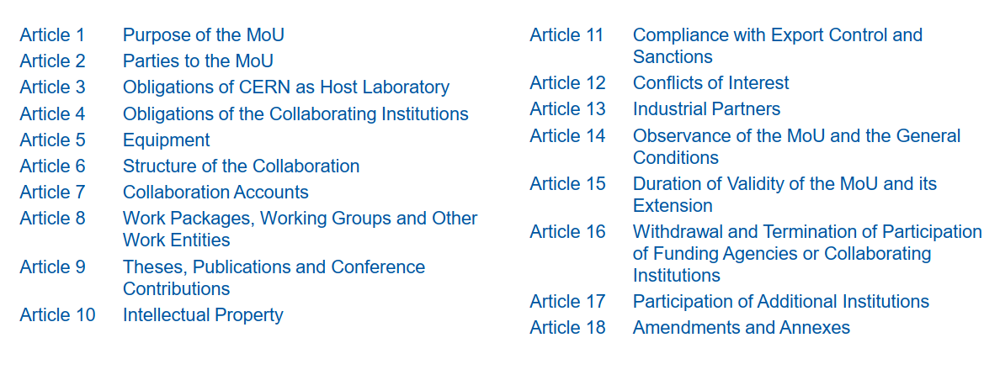 Article 1 Purpose of the MoU
Article 2 Parties to the MoU
Article 3 Obligations of CERN as Host Laboratory
Article 4 Obligations of the Collaborating Institutions
Article 5 Equipment
Article 6 Structure of the Collaboration
Article 7 Collaboration Accounts
Article 8 Work Packages, Working Groups and Other
Work Entities
Article 9 Theses, Publications and Conference
Contributions
Article 10 Intellectual Property
Article 11 Compliance with Export Control and
Sanctions
Article 12 Conflicts of Interest
Article 13 Industrial Partners
Article 14 Observance of the MoU and the General
Conditions
Article 15 Duration of Validity of the MoU and its
Extension
Article 16 Withdrawal and Termination of Participation
of Funding Agencies or Collaborating
Institutions
Article 17 Participation of Additional Institutions
Article 18 Amendments and Annexes